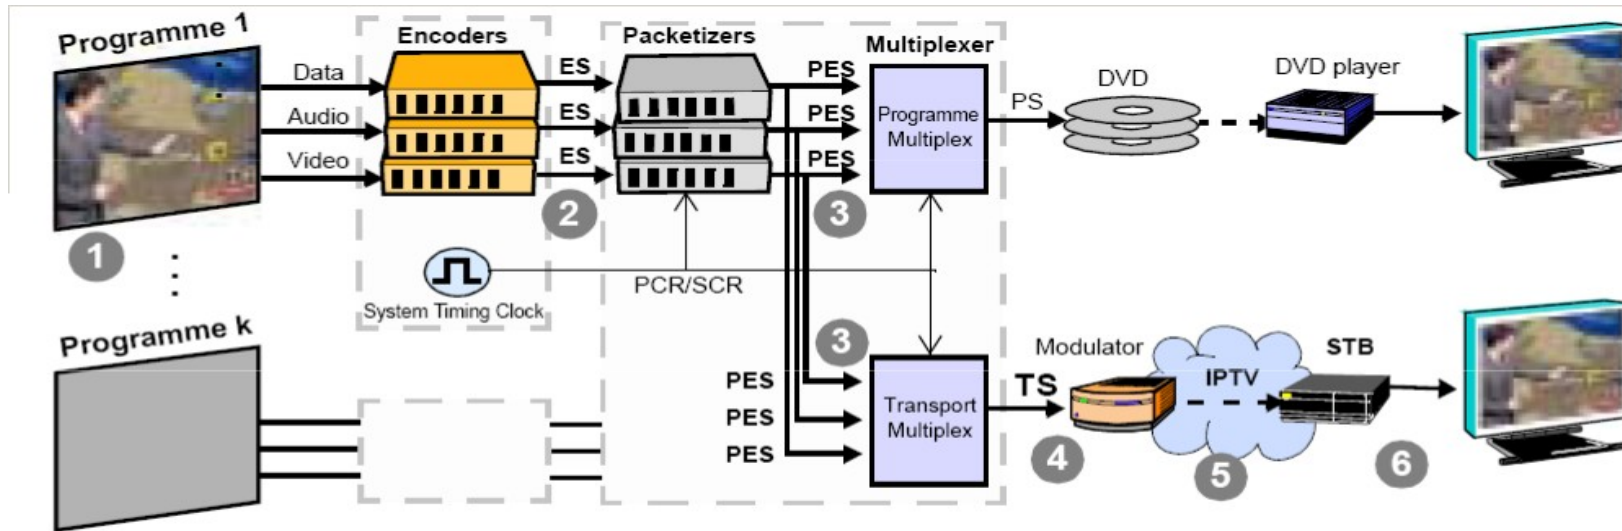 Programme 1
Encoders
Packetizers
Multiplexer
Data
ES
PES
DVD
DVD player
Audio
ES
PES
Programme
Multiplex
PS
Video
ES
PES
1
2
3
PCR/SCR
System Timing Clock
Programme k
3
Modulator
STB
PES
TS
IPTV
PES
Transport
Multiplex
PES
4
5
6